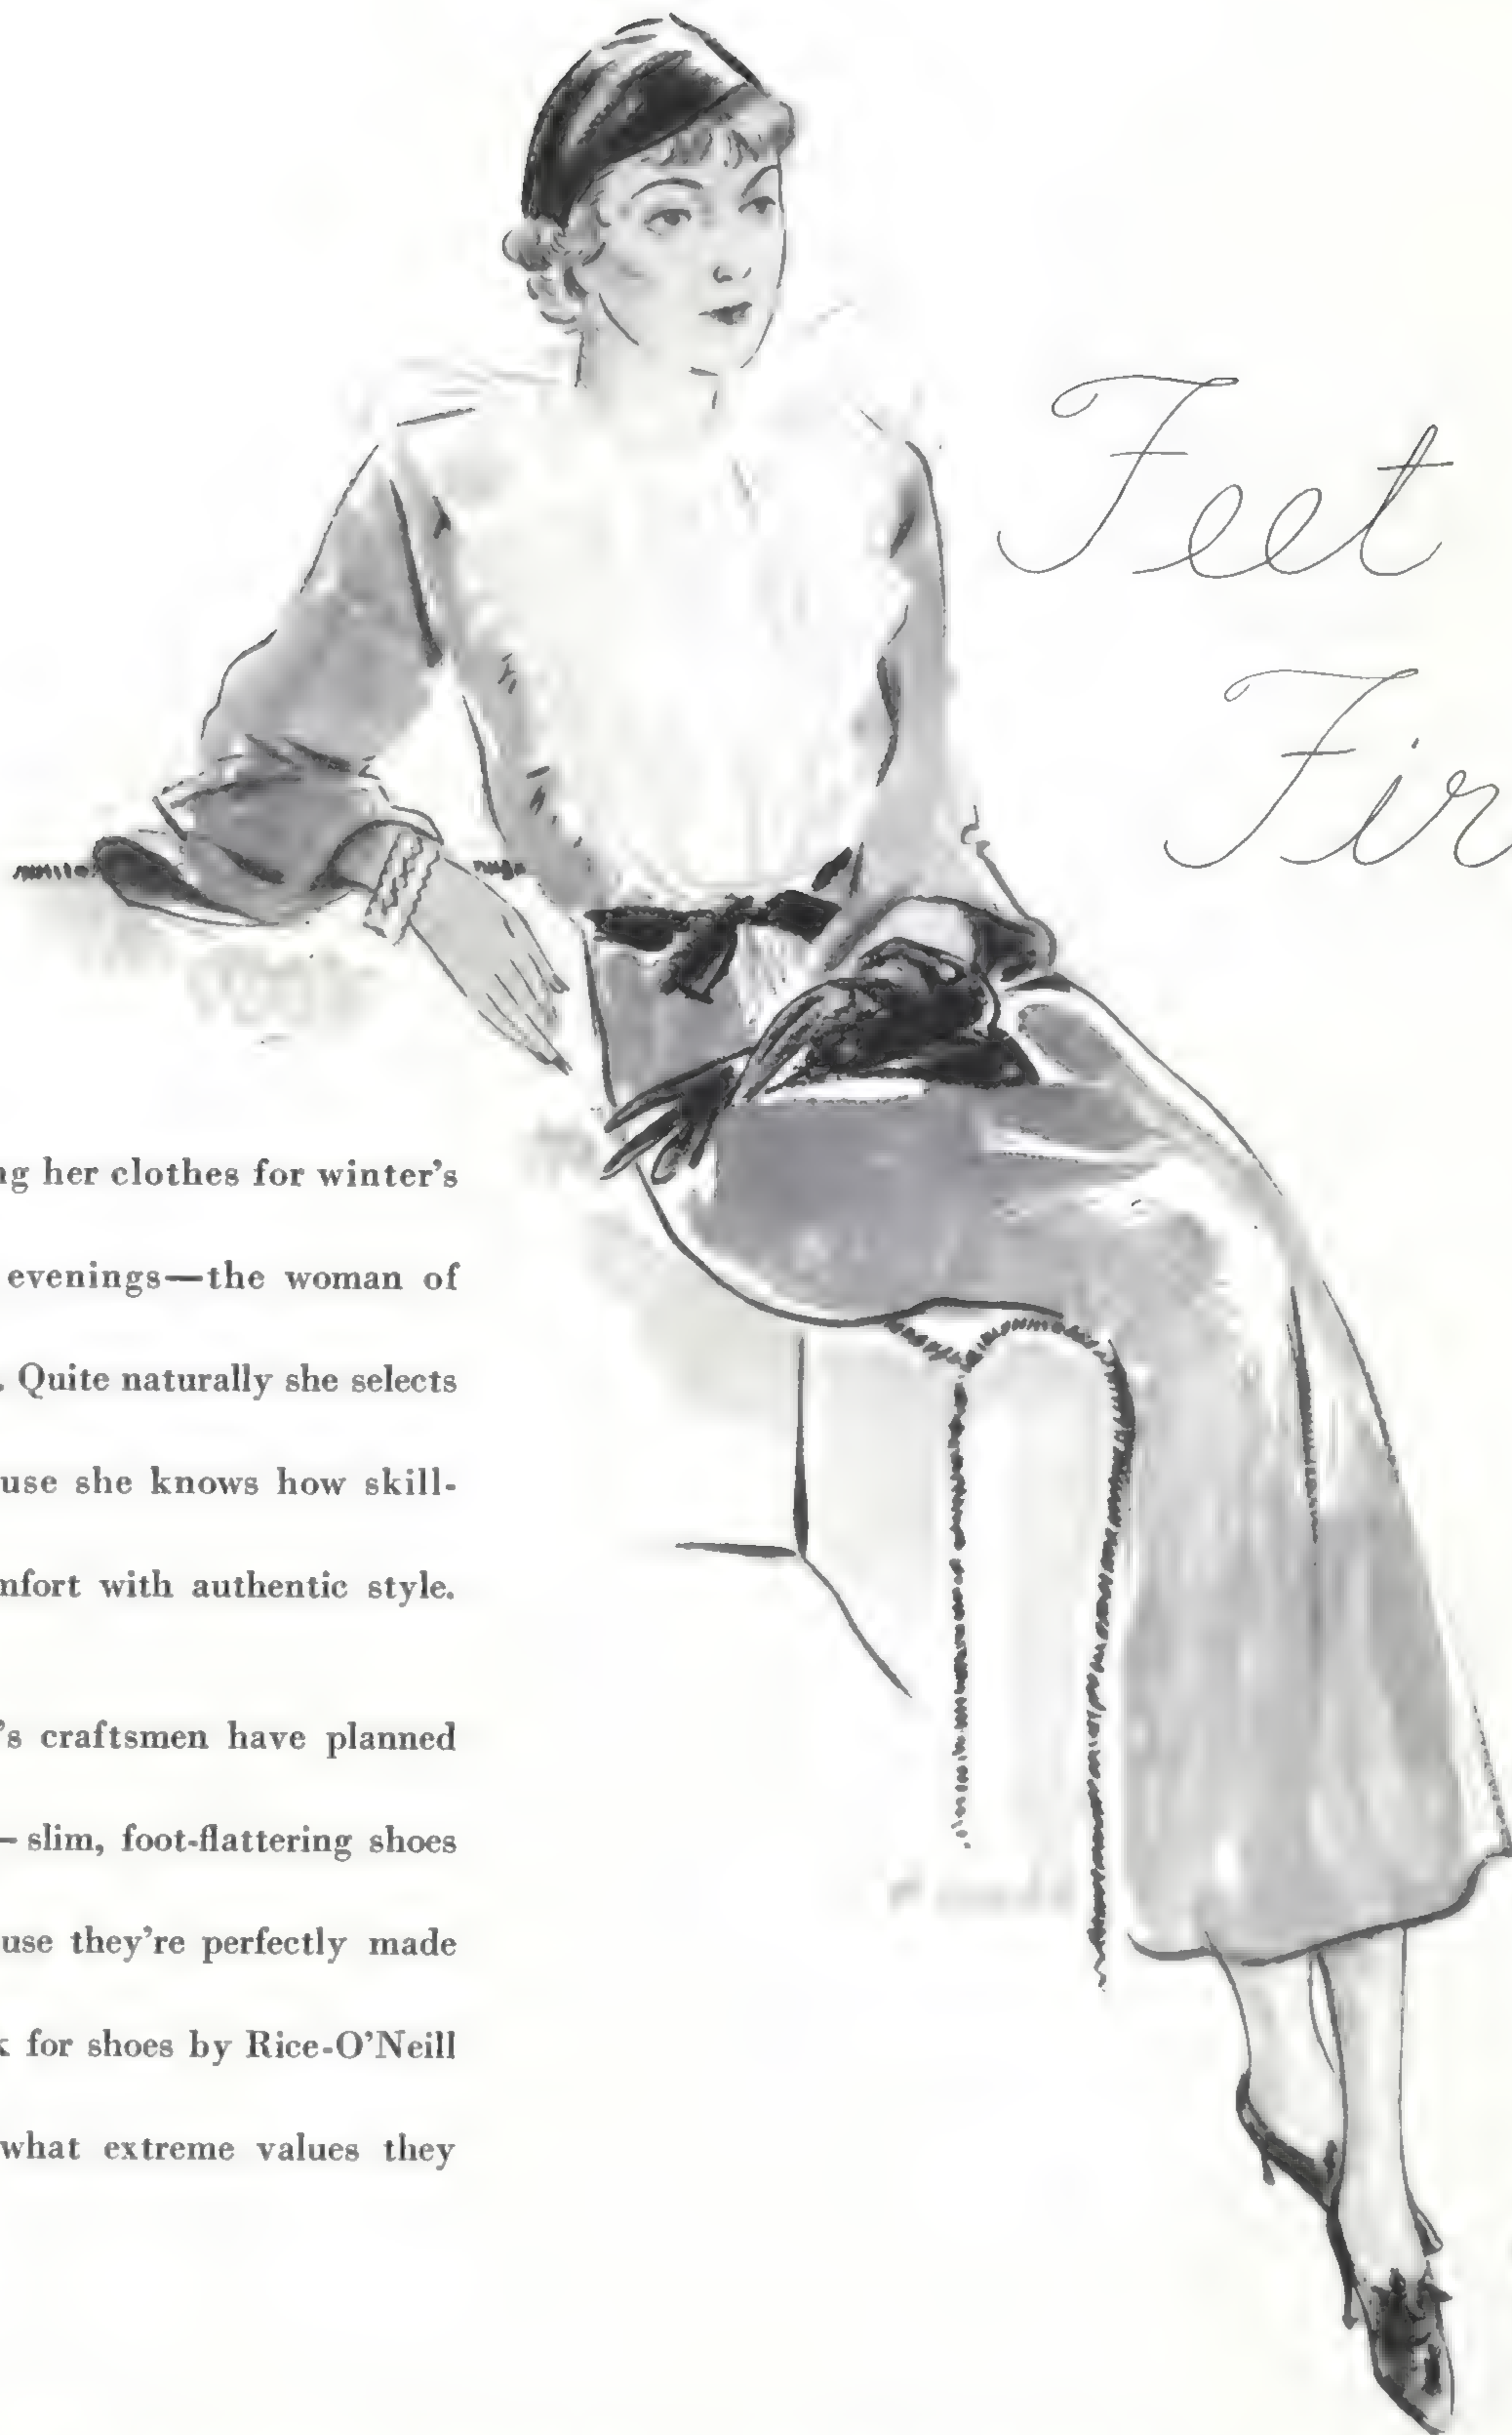 Feet
Fir
ng her clothes for winter's
evenings—the woman of
. Quite naturally she selects
use she knows how skill-
mfort with authentic style.
's craftsmen have planned
—slim, foot-flattering shoes
use they're perfectly made
k for shoes by Rice-O'Neill
what extreme values they